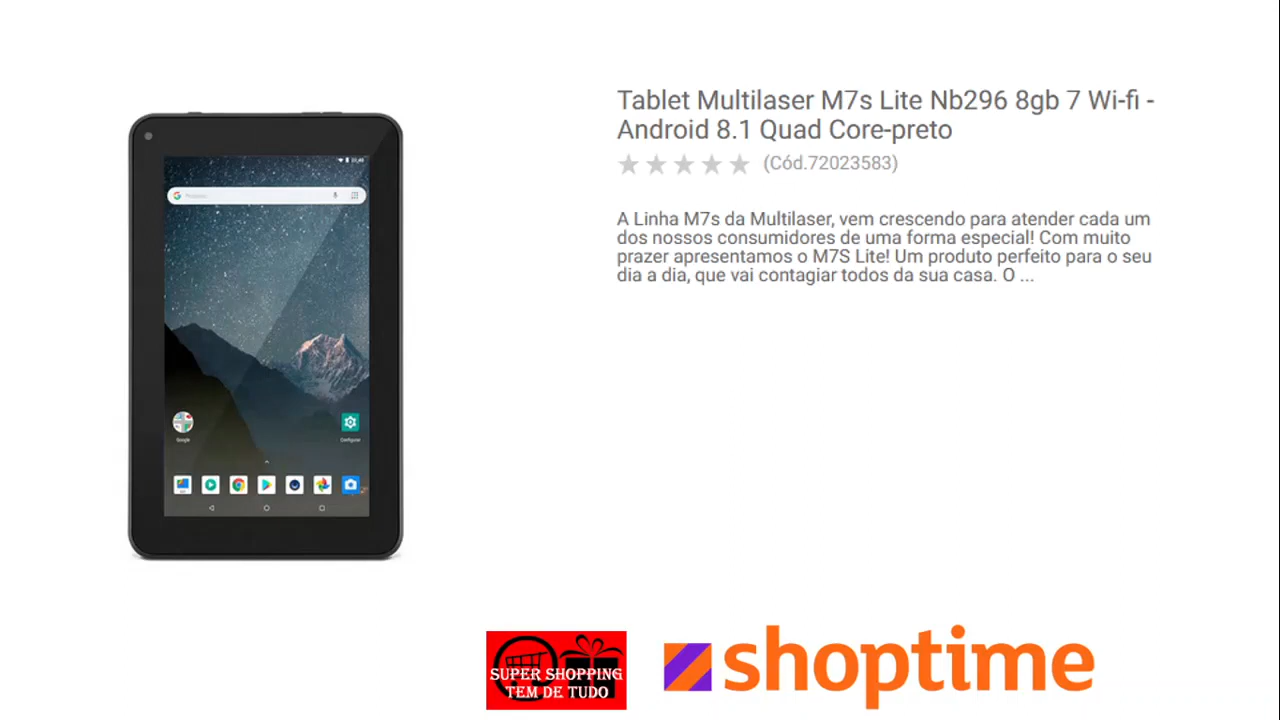 Tablet Multilaser M7s Lite Nb296 8gb 7 Wi-fi -
Android 8.1 Quad Core-preto
(Cód.72023583)
A Linha M7s da Multilaser, vem crescendo para atender cada um
dos nossos consumidores de uma forma especial! Com muito
prazer apresentamos o M7S Lite! Um produto perfeito para o seu
dia a dia, que vai contagiar todos da sua casa. O ...
Google
Configurar
SUPER SHOPPING
TEM DE TUDO
shoptime